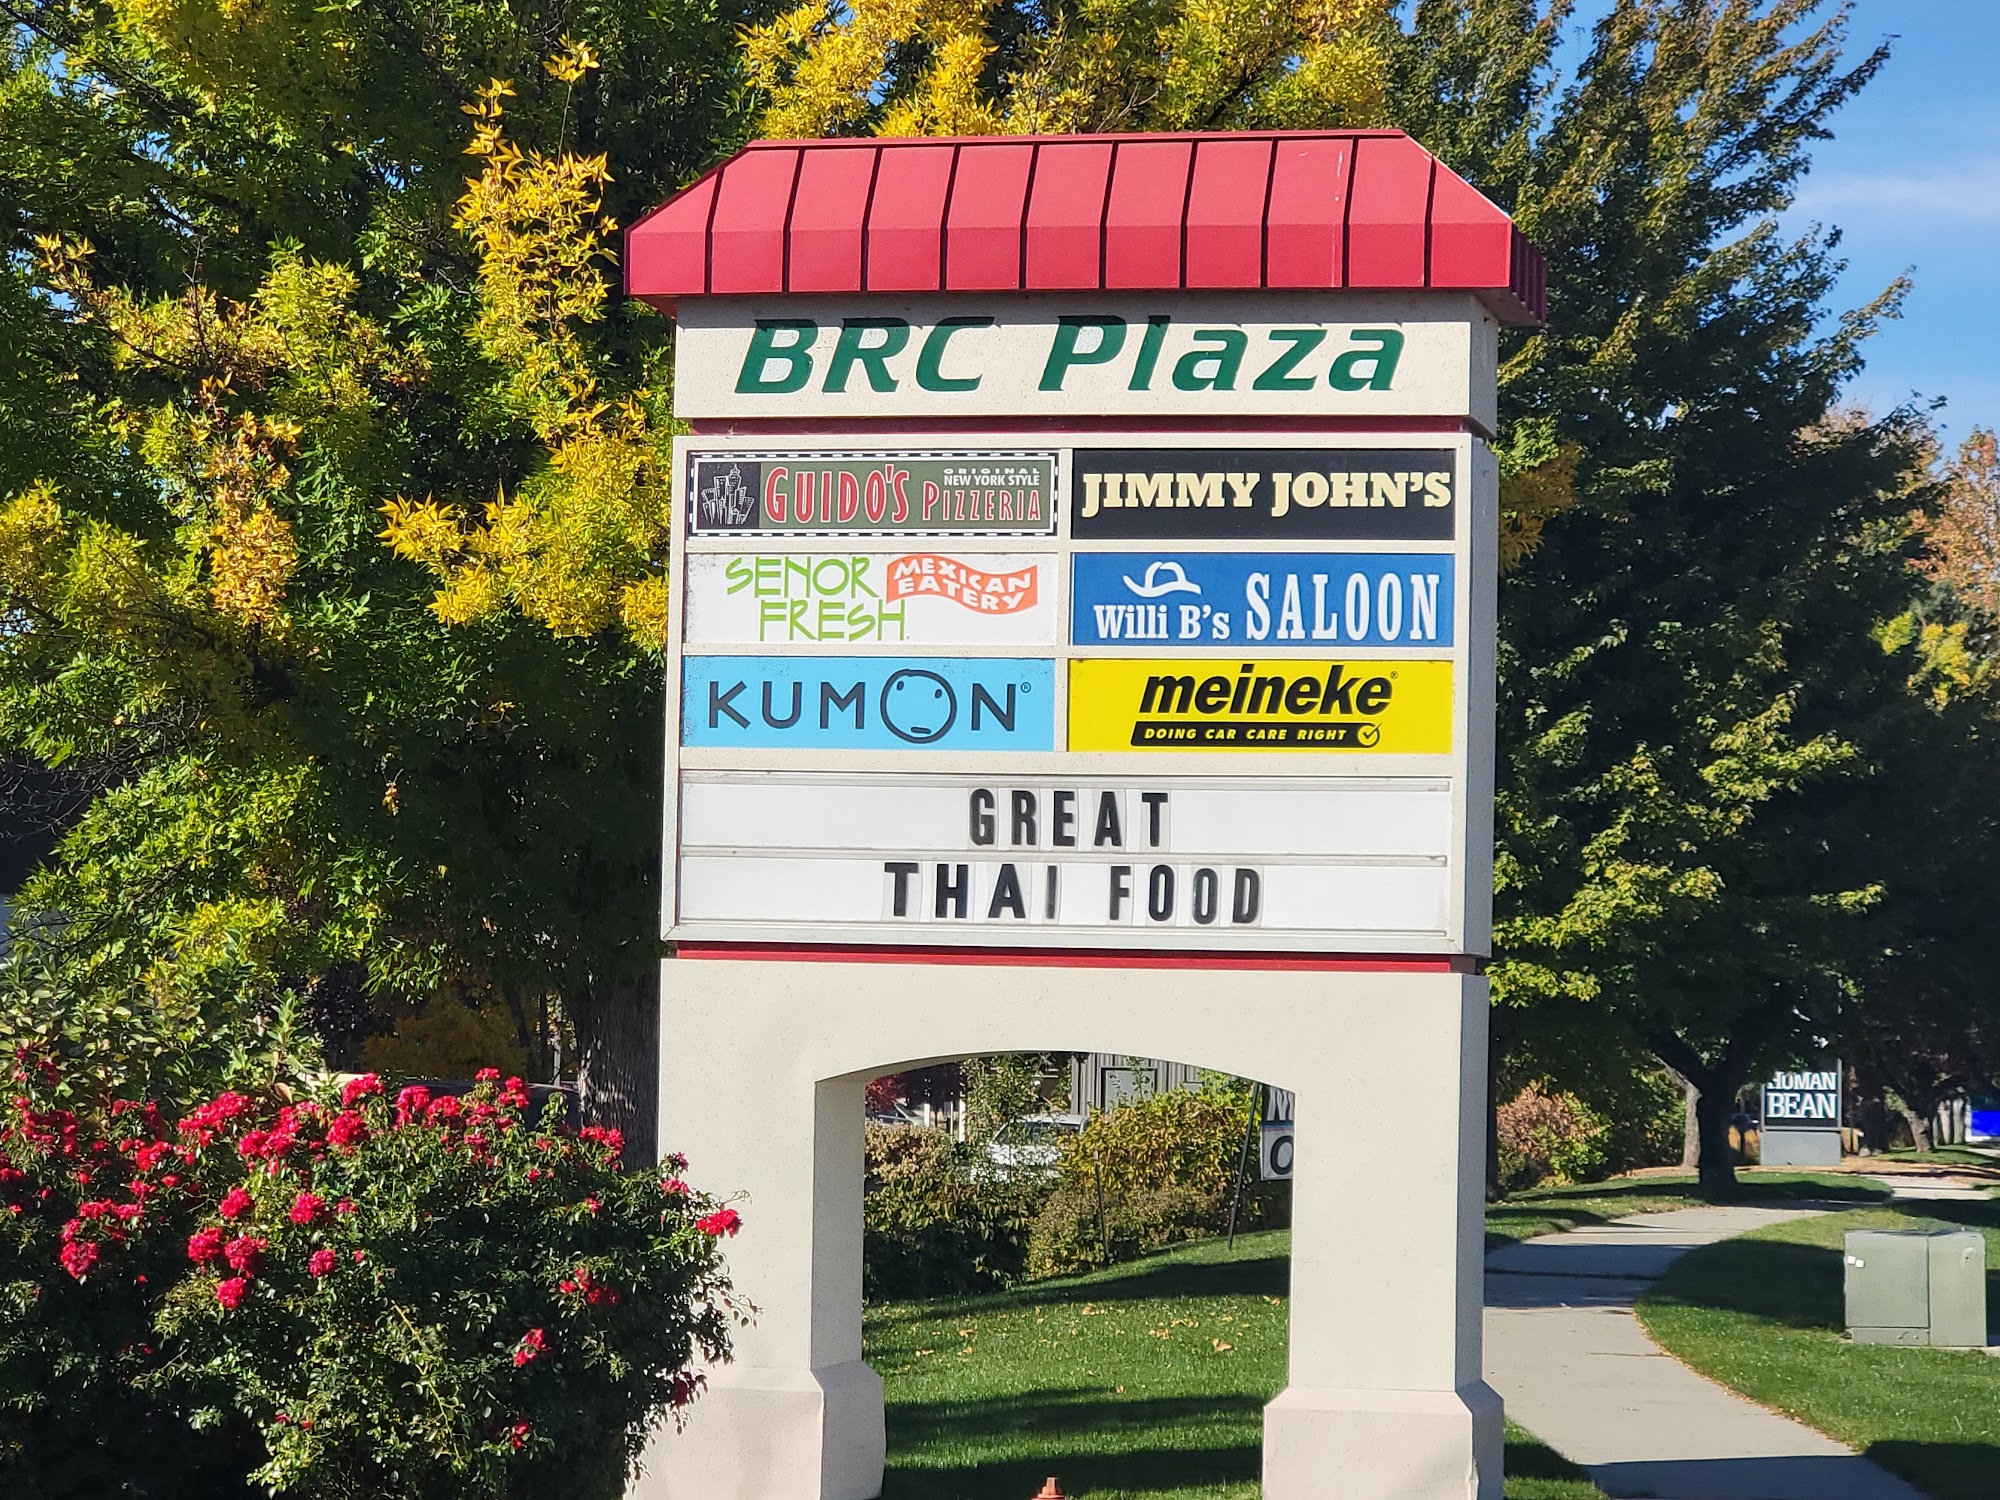 BRC Plaza
GUIDO'S PIZZERIA
ORIGINAL
NEW YORK STYLE
JIMMY JOHN'S
SENOR
FRESH
MEXICAN
EATERY
Willi B's SALOON
KUMON®
meineke®
DOING CAR CARE RIGHT
GREAT
THAI FOOD
BEAN